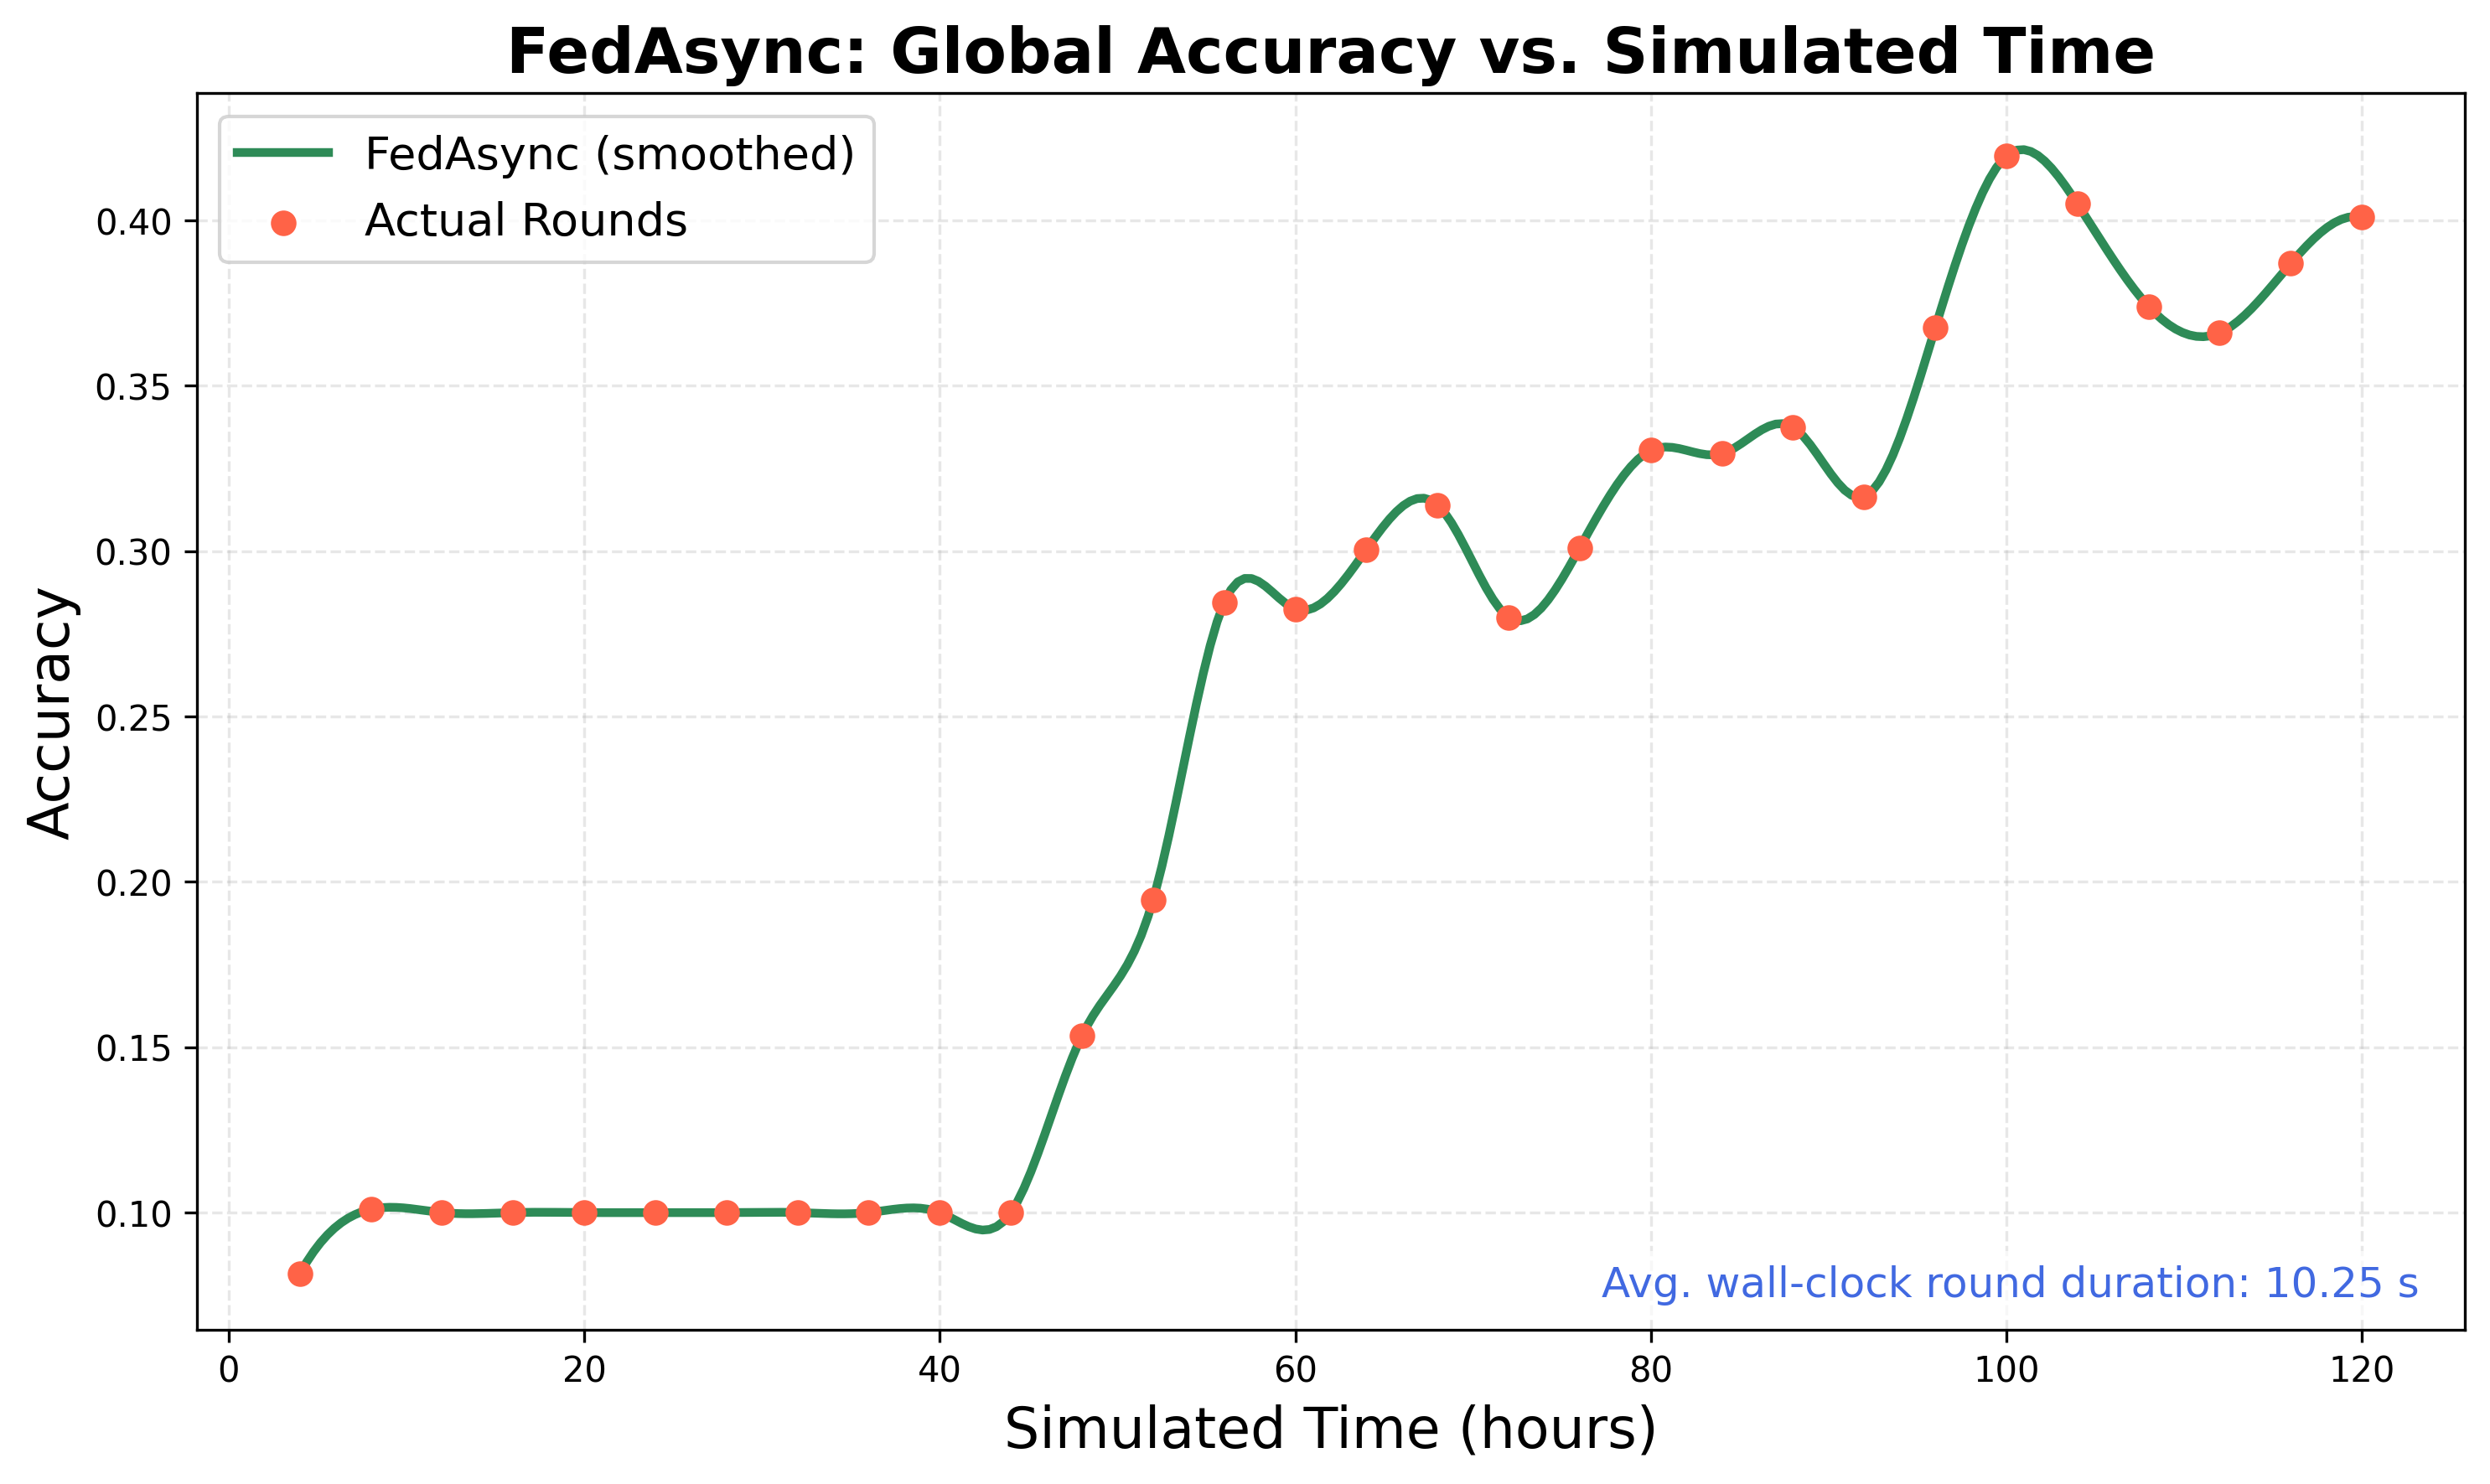 FedAsync: Global Accuracy vs. Simulated Time
FedAsync (smoothed)
Actual Rounds
Accuracy
0.40
0.35
0.30
0.25
0.20
0.15
0.10
Avg. wall-clock round duration: 10.25 s
0 20 40 60 80 100 120
Simulated Time (hours)